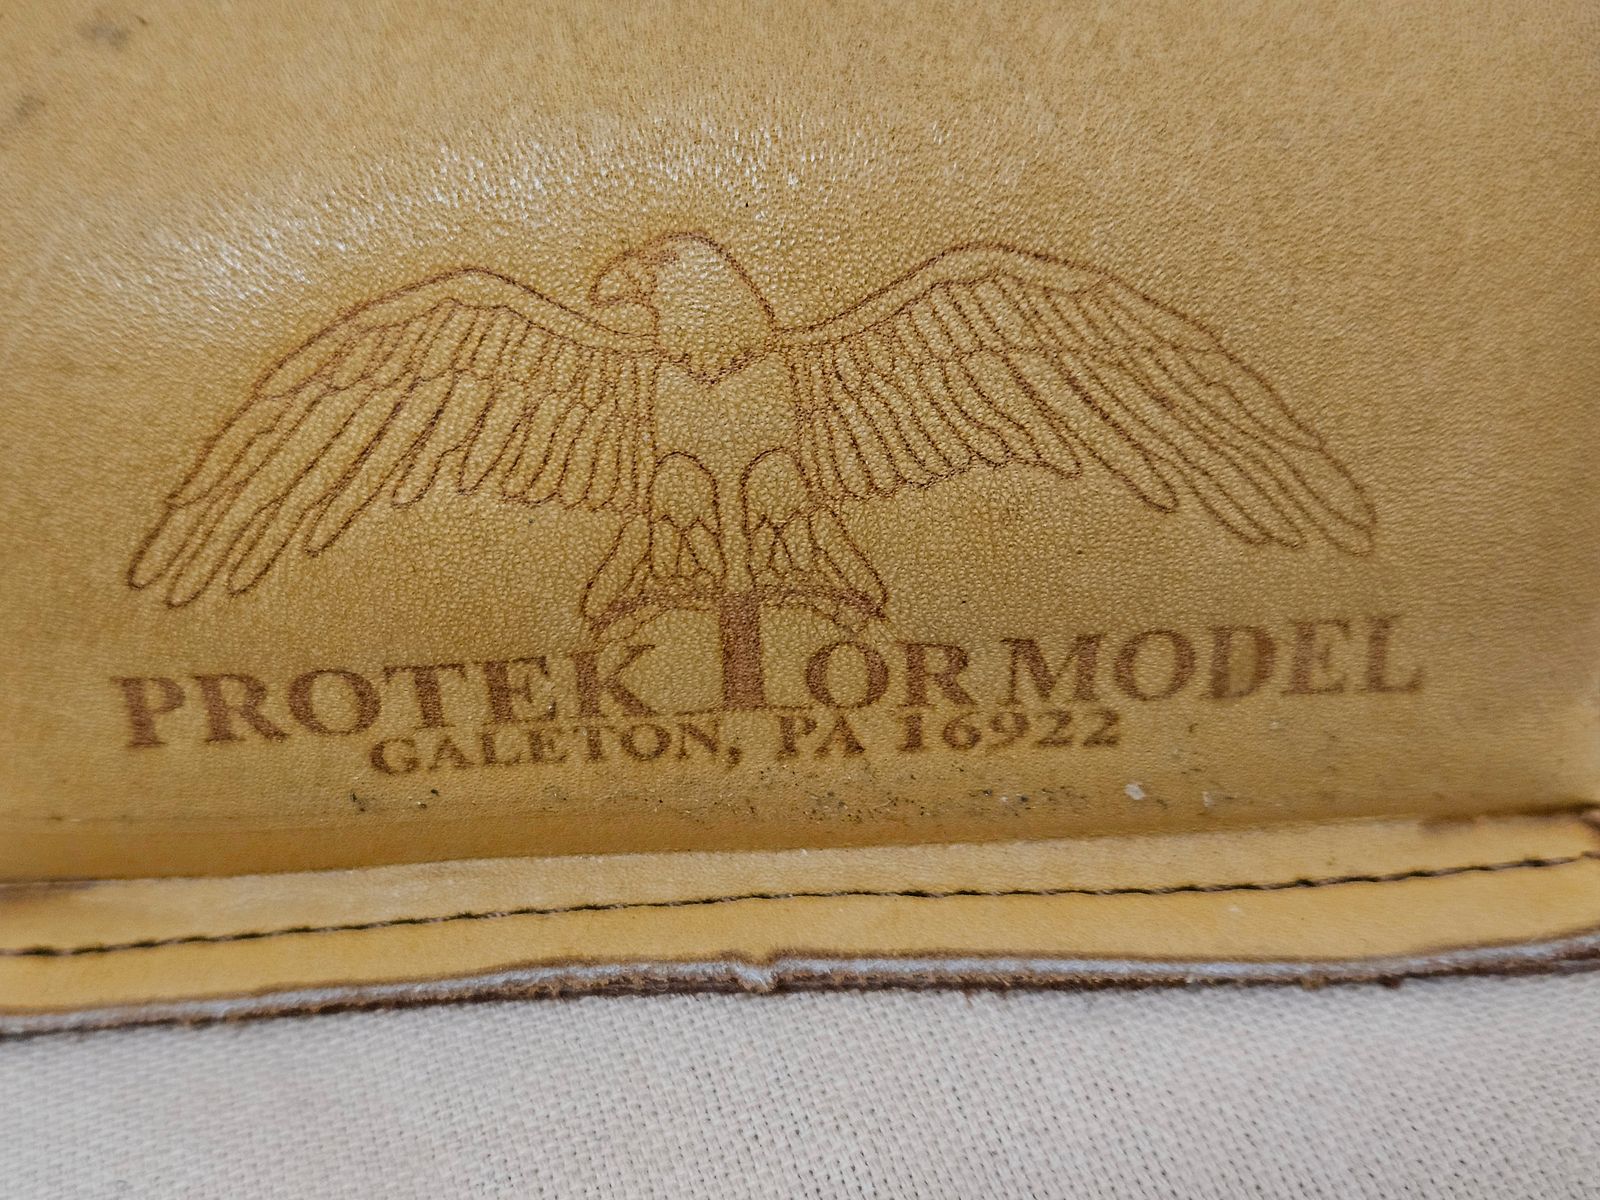 PROTEKTOR MODEL
GALETON, PA 16922